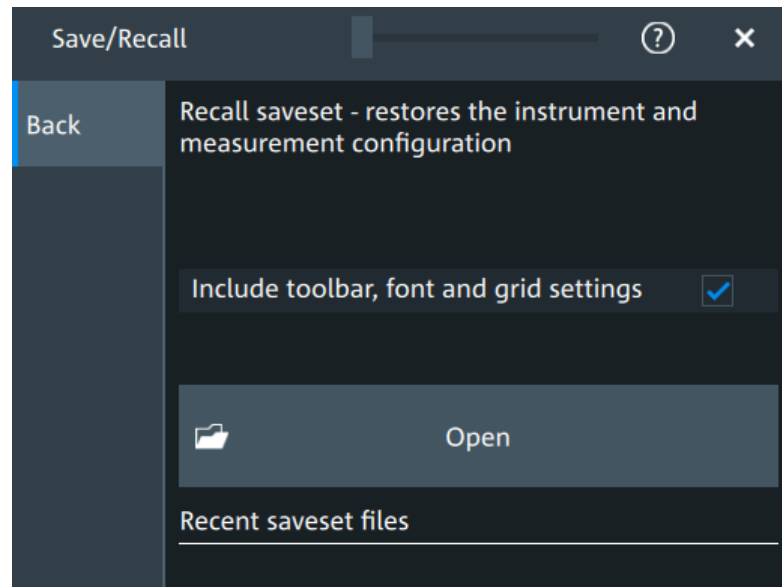 Save/Recall
Back
Recall saveset - restores the instrument and
measurement configuration
Include toolbar, font and grid settings
Open
Recent saveset files